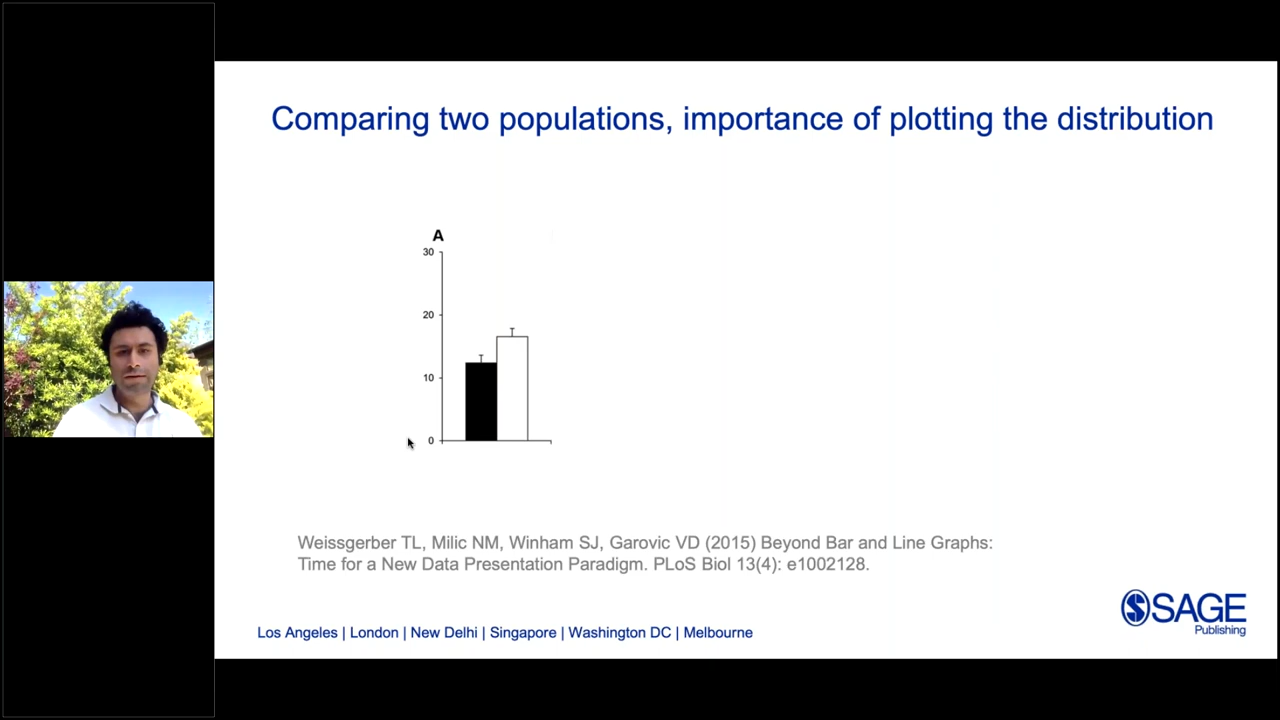 Comparing two populations, importance of plotting the distribution
A
30
20
10
0
Weissgerber TL, Milic NM, Winham SJ, Garovic VD (2015) Beyond Bar and Line Graphs:
Time for a New Data Presentation Paradigm. PLoS Biol 13(4): e1002128.
SAGE
Publishing
Los Angeles | London | New Delhi | Singapore | Washington DC | Melbourne